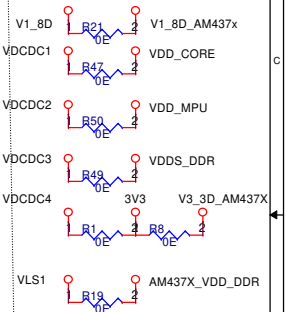 V1_8D V1_8D_AM437x
1 R21 2
0E
VDCDC1 VDD_CORE
1 R47 2
0E
C
VDCDC2 VDD_MPU
1 R50 2
0E
VDCDC3 VDDS_DDR
1 R49 2
0E
VDCDC4 3V3 V3_3D_AM437X
1 R1 2 1 R8 2
0E 0E
VLS1 AM437X_VDD_DDR
1 R19 2
0E